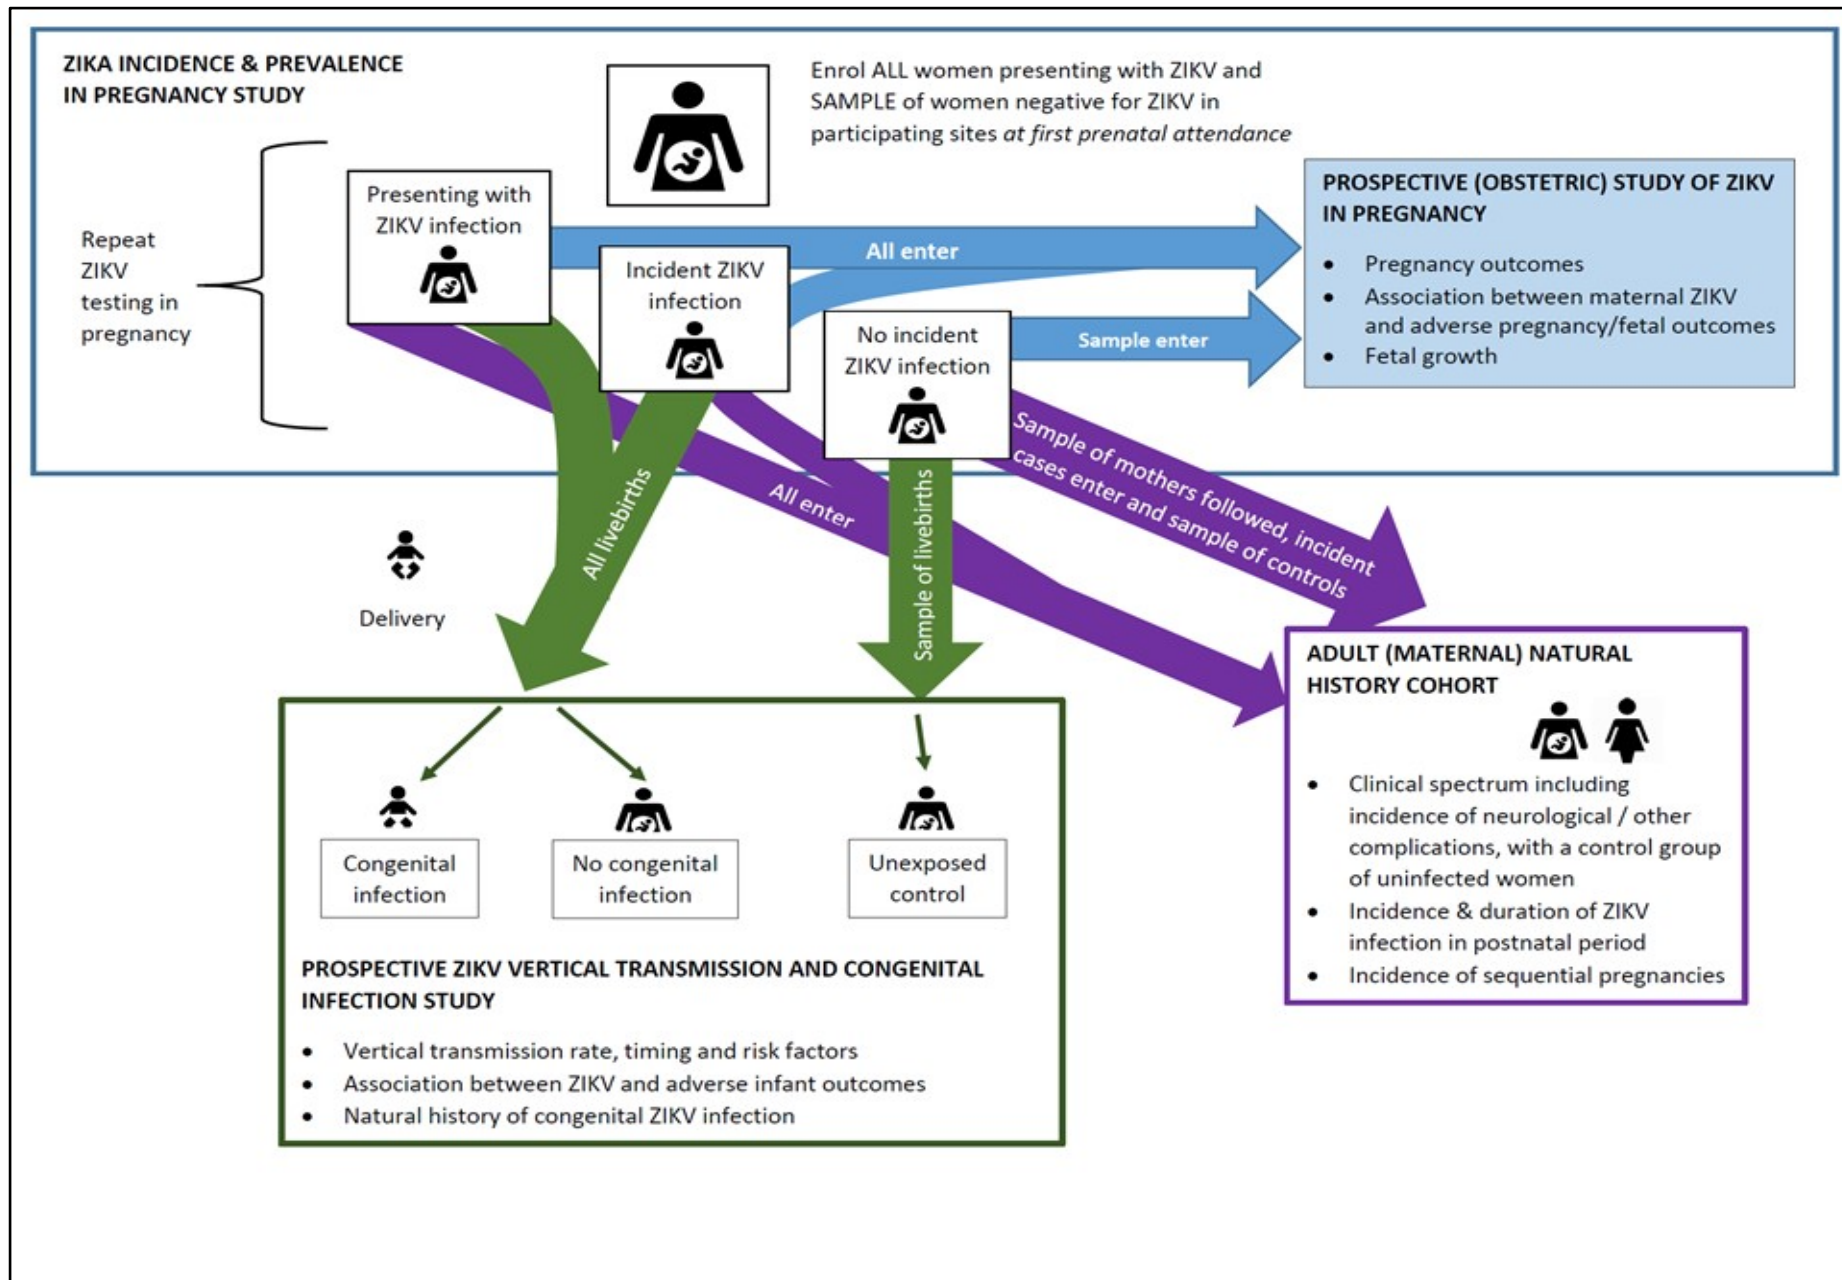 ZIKA INCIDENCE & PREVALENCE
IN PREGNANCY STUDY
Enrol ALL women presenting with ZIKV and
SAMPLE of women negative for ZIKV in
participating sites at first prenatal attendance
Repeat
ZIKV
testing in
pregnancy
Presenting with
ZIKV infection
Incident ZIKV
infection
No incident
ZIKV infection
All enter
Sample enter
PROSPECTIVE (OBSTETRIC) STUDY OF ZIKV
IN PREGNANCY
• Pregnancy outcomes
• Association between maternal ZIKV
and adverse pregnancy/fetal outcomes
• Fetal growth
All livebirths
All enter
Sample of livebirths
Sample of mothers followed, incident
cases enter and sample of controls
Delivery
Congenital
infection
No congenital
infection
Unexposed
control
PROSPECTIVE ZIKV VERTICAL TRANSMISSION AND CONGENITAL
INFECTION STUDY
• Vertical transmission rate, timing and risk factors
• Association between ZIKV and adverse infant outcomes
• Natural history of congenital ZIKV infection
ADULT (MATERNAL) NATURAL
HISTORY COHORT
• Clinical spectrum including
incidence of neurological / other
complications, with a control group
of uninfected women
• Incidence & duration of ZIKV
infection in postnatal period
• Incidence of sequential pregnancies